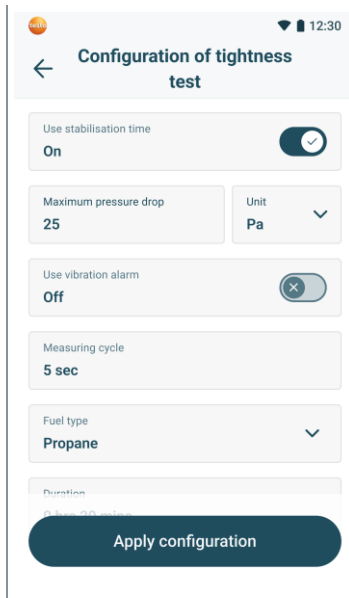 testo
12:30
Configuration of tightness
test
Use stabilisation time
On
Maximum pressure drop
25
Unit
Pa
Use vibration alarm
Off
Measuring cycle
5 sec
Fuel type
Propane
Duration
Apply configuration